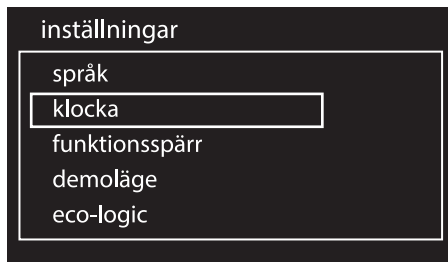 inställningar
språk
klocka
funktionsspärr
demoläge
eco-logic